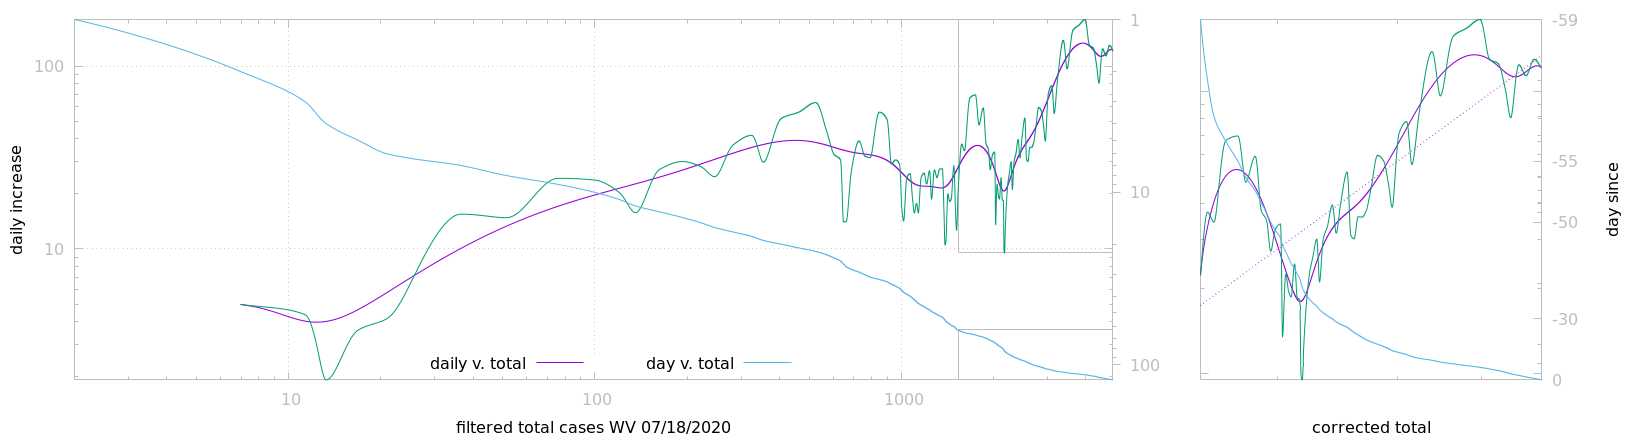 1
-59
100
daily increase
10
-55
-50
day since
10
-30
daily v. total
day v. total
100
0
10
100
1000
filtered total cases WV 07/18/2020
corrected total